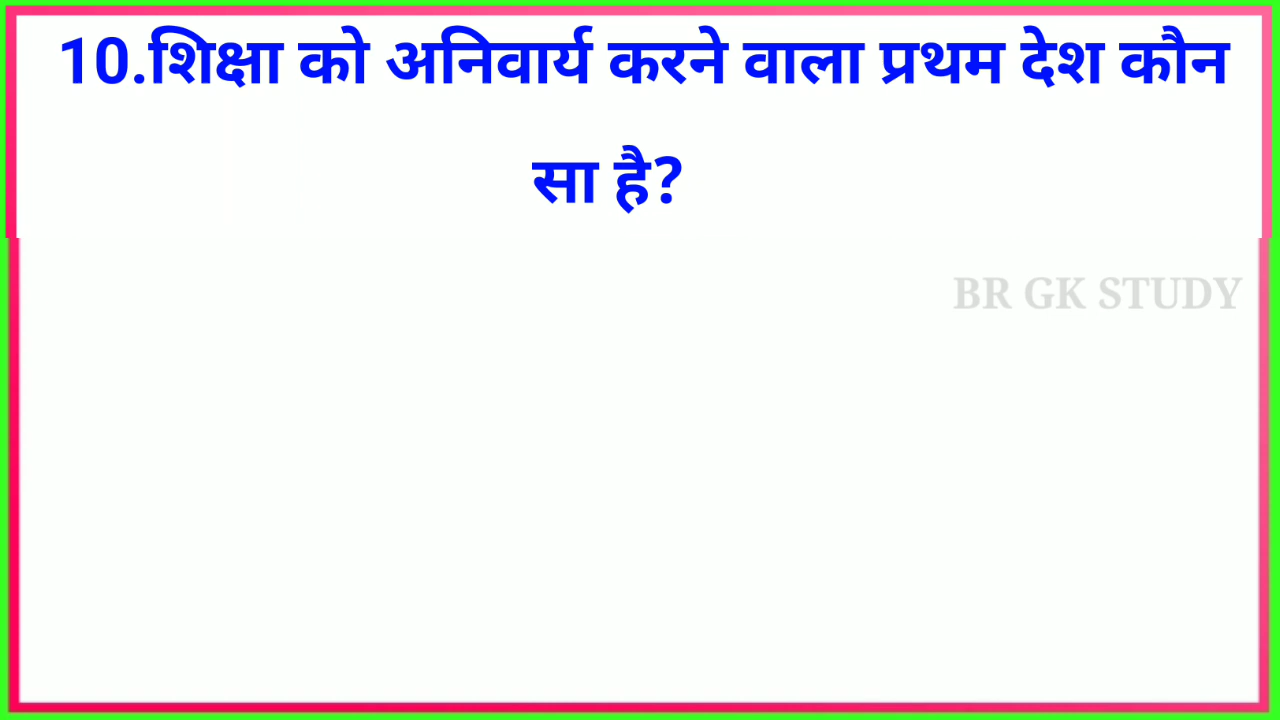 10.शिक्षा को अनिवार्य करने वाला प्रथम देश कौन
सा है?
BR GK STUDY